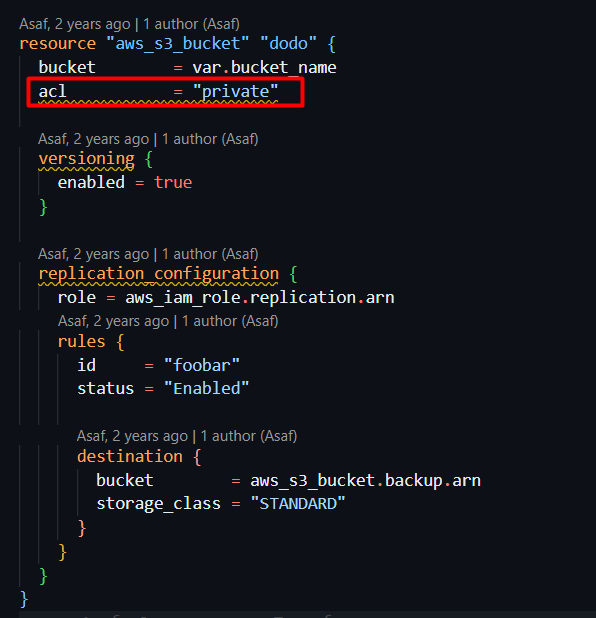 Asaf, 2 years ago | 1 author (Asaf)
resource "aws_s3_bucket" "dodo" {
bucket = var.bucket_name
acl = "private"
Asaf, 2 years ago | 1 author (Asaf)
versioning {
enabled = true
}
Asaf, 2 years ago | 1 author (Asaf)
replication_configuration {
role = aws_iam_role.replication.arn
Asaf, 2 years ago | 1 author (Asaf)
rules {
id = "foobar"
status = "Enabled"
Asaf, 2 years ago | 1 author (Asaf)
destination {
bucket = aws_s3_bucket.backup.arn
storage_class = "STANDARD"
}
}
}
}